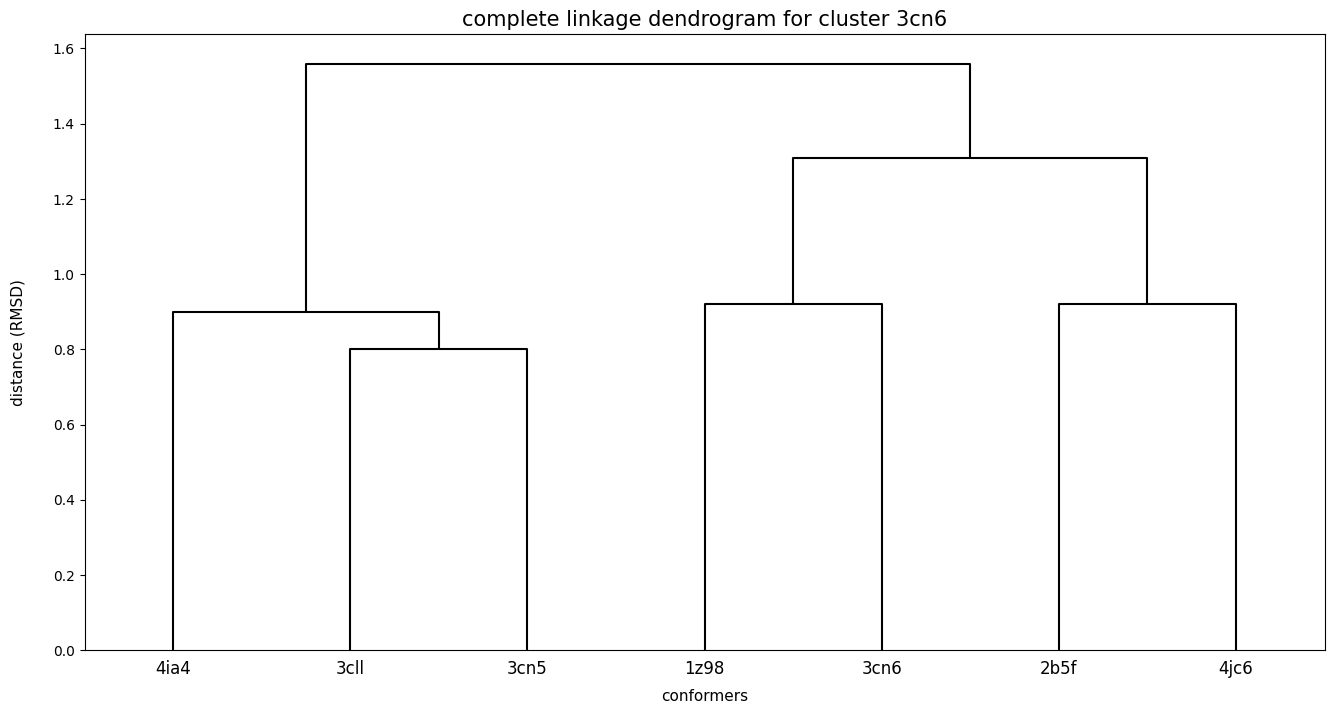 complete linkage dendrogram for cluster 3cn6
1.6
1.4
1.2
1.0
0.8
0.6
0.4
0.2
0.0
distance (RMSD)
4ia4 3cll 3cn5 1z98 3cn6 2b5f 4jc6
conformers